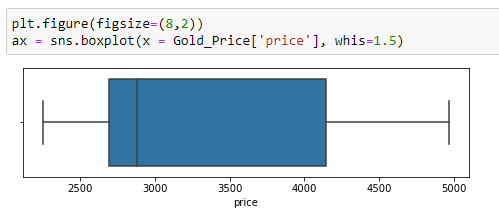 plt.figure(figsize=(8,2))
ax = sns.boxplot(x = Gold_Price['price'], whis=1.5)
2500 3000 3500 4000 4500 5000
price